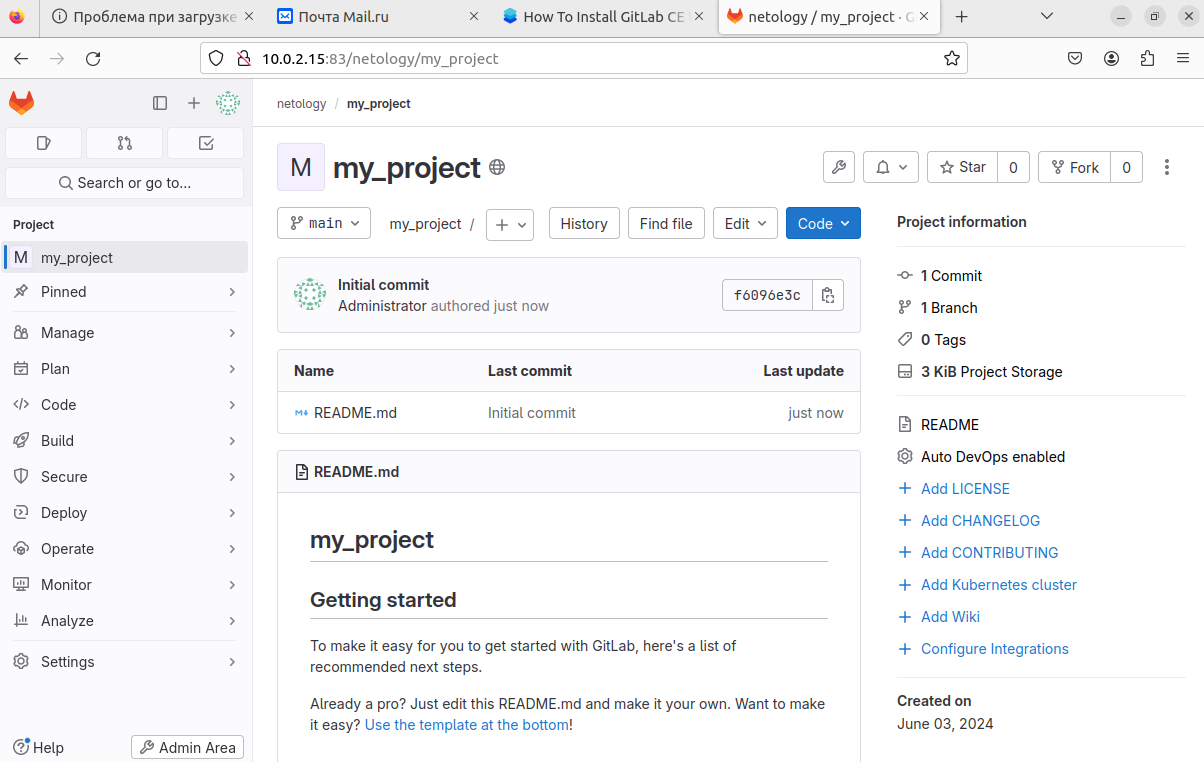 Проблема при загрузке
Почта Mail.ru
How To Install GitLab CE
netology / my_project · G
10.0.2.15:83/netology/my_project
netology / my_project
Search or go to...
Project
M my_project
Pinned
Manage
Plan
Code
Build
Secure
Deploy
Operate
Monitor
Analyze
Settings
Help
Admin Area
M my_project
Star 0
Fork 0
main
my_project /
History
Find file
Edit
Code
Initial commit
Administrator authored just now
f6096e3c
Name Last commit Last update
README.md Initial commit just now
README.md
my_project
Getting started
To make it easy for you to get started with GitLab, here's a list of
recommended next steps.
Already a pro? Just edit this README.md and make it your own. Want to make
it easy? Use the template at the bottom!
Project information
1 Commit
1 Branch
0 Tags
3 KiB Project Storage
README
Auto DevOps enabled
Add LICENSE
Add CHANGELOG
Add CONTRIBUTING
Add Kubernetes cluster
Add Wiki
Configure Integrations
Created on
June 03, 2024